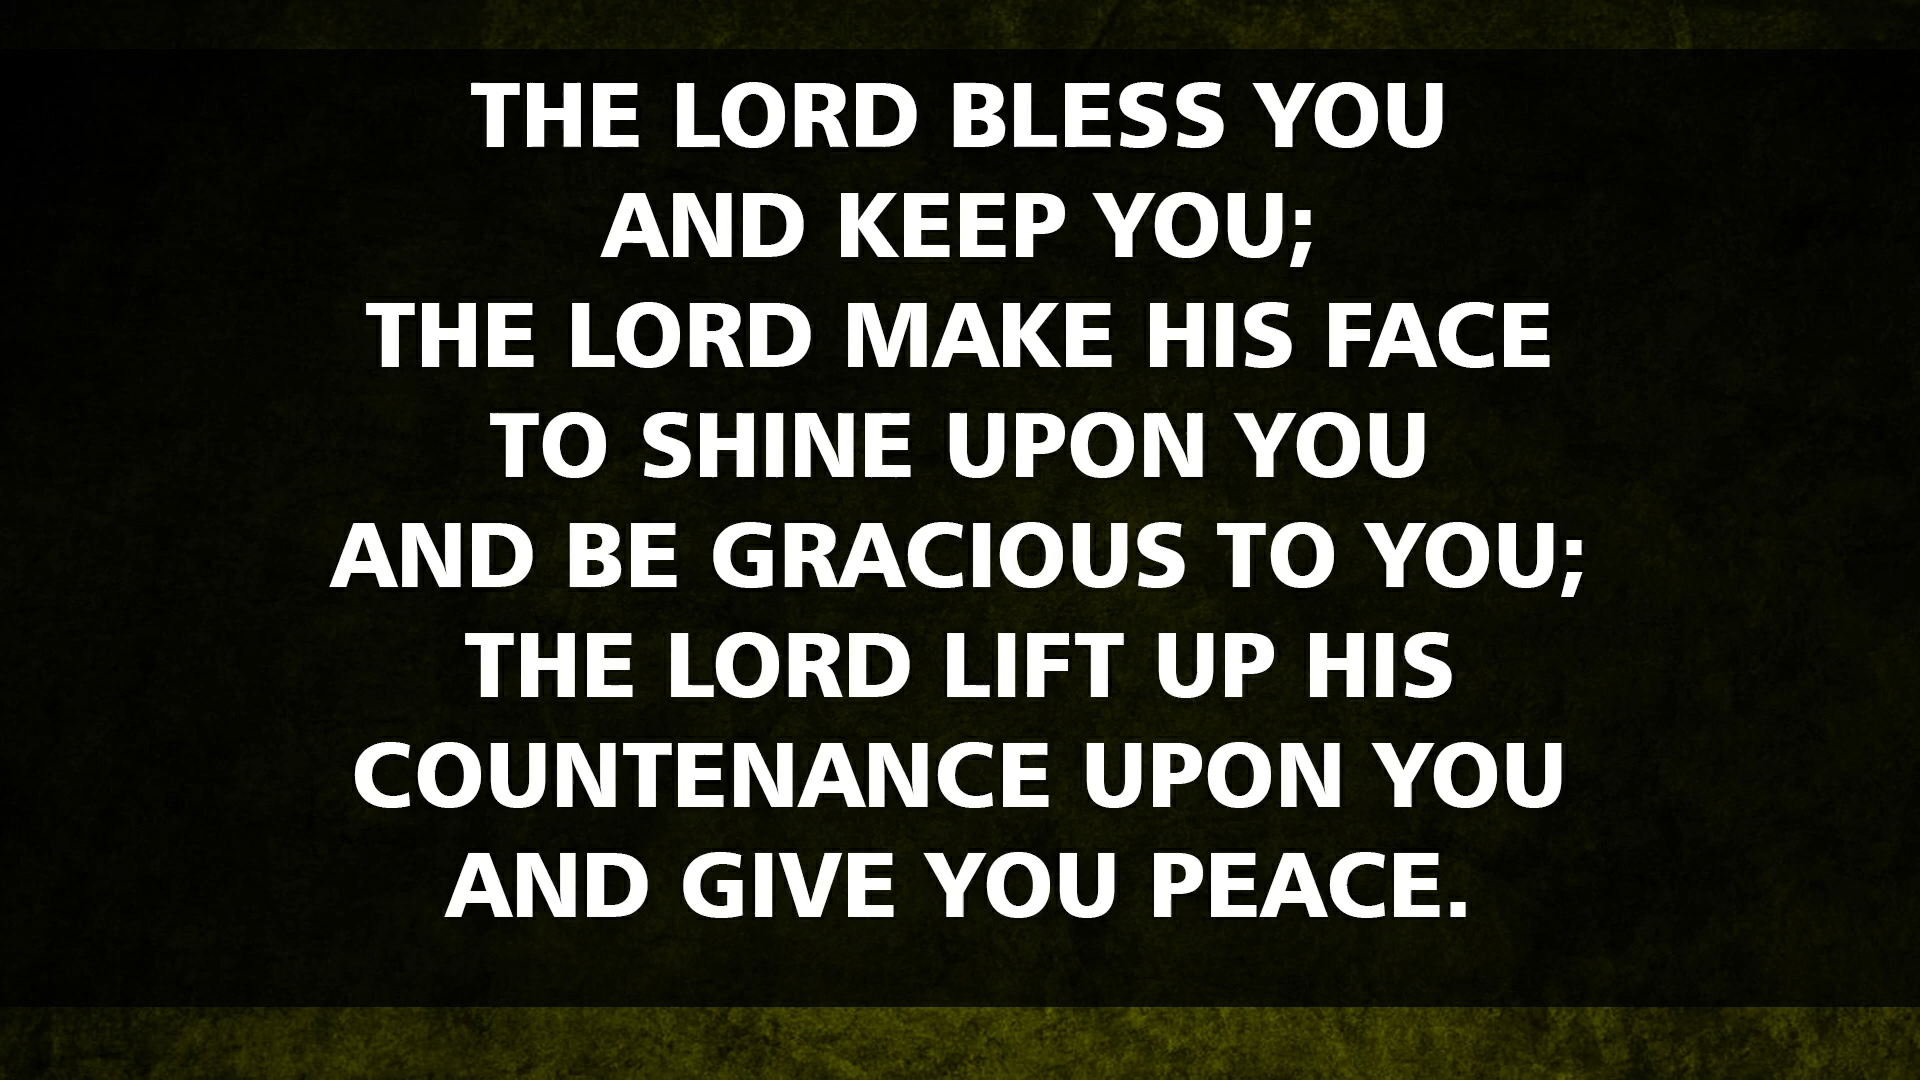 THE LORD BLESS YOU
AND KEEP YOU;
THE LORD MAKE HIS FACE
TO SHINE UPON YOU
AND BE GRACIOUS TO YOU;
THE LORD LIFT UP HIS
COUNTENANCE UPON YOU
AND GIVE YOU PEACE.